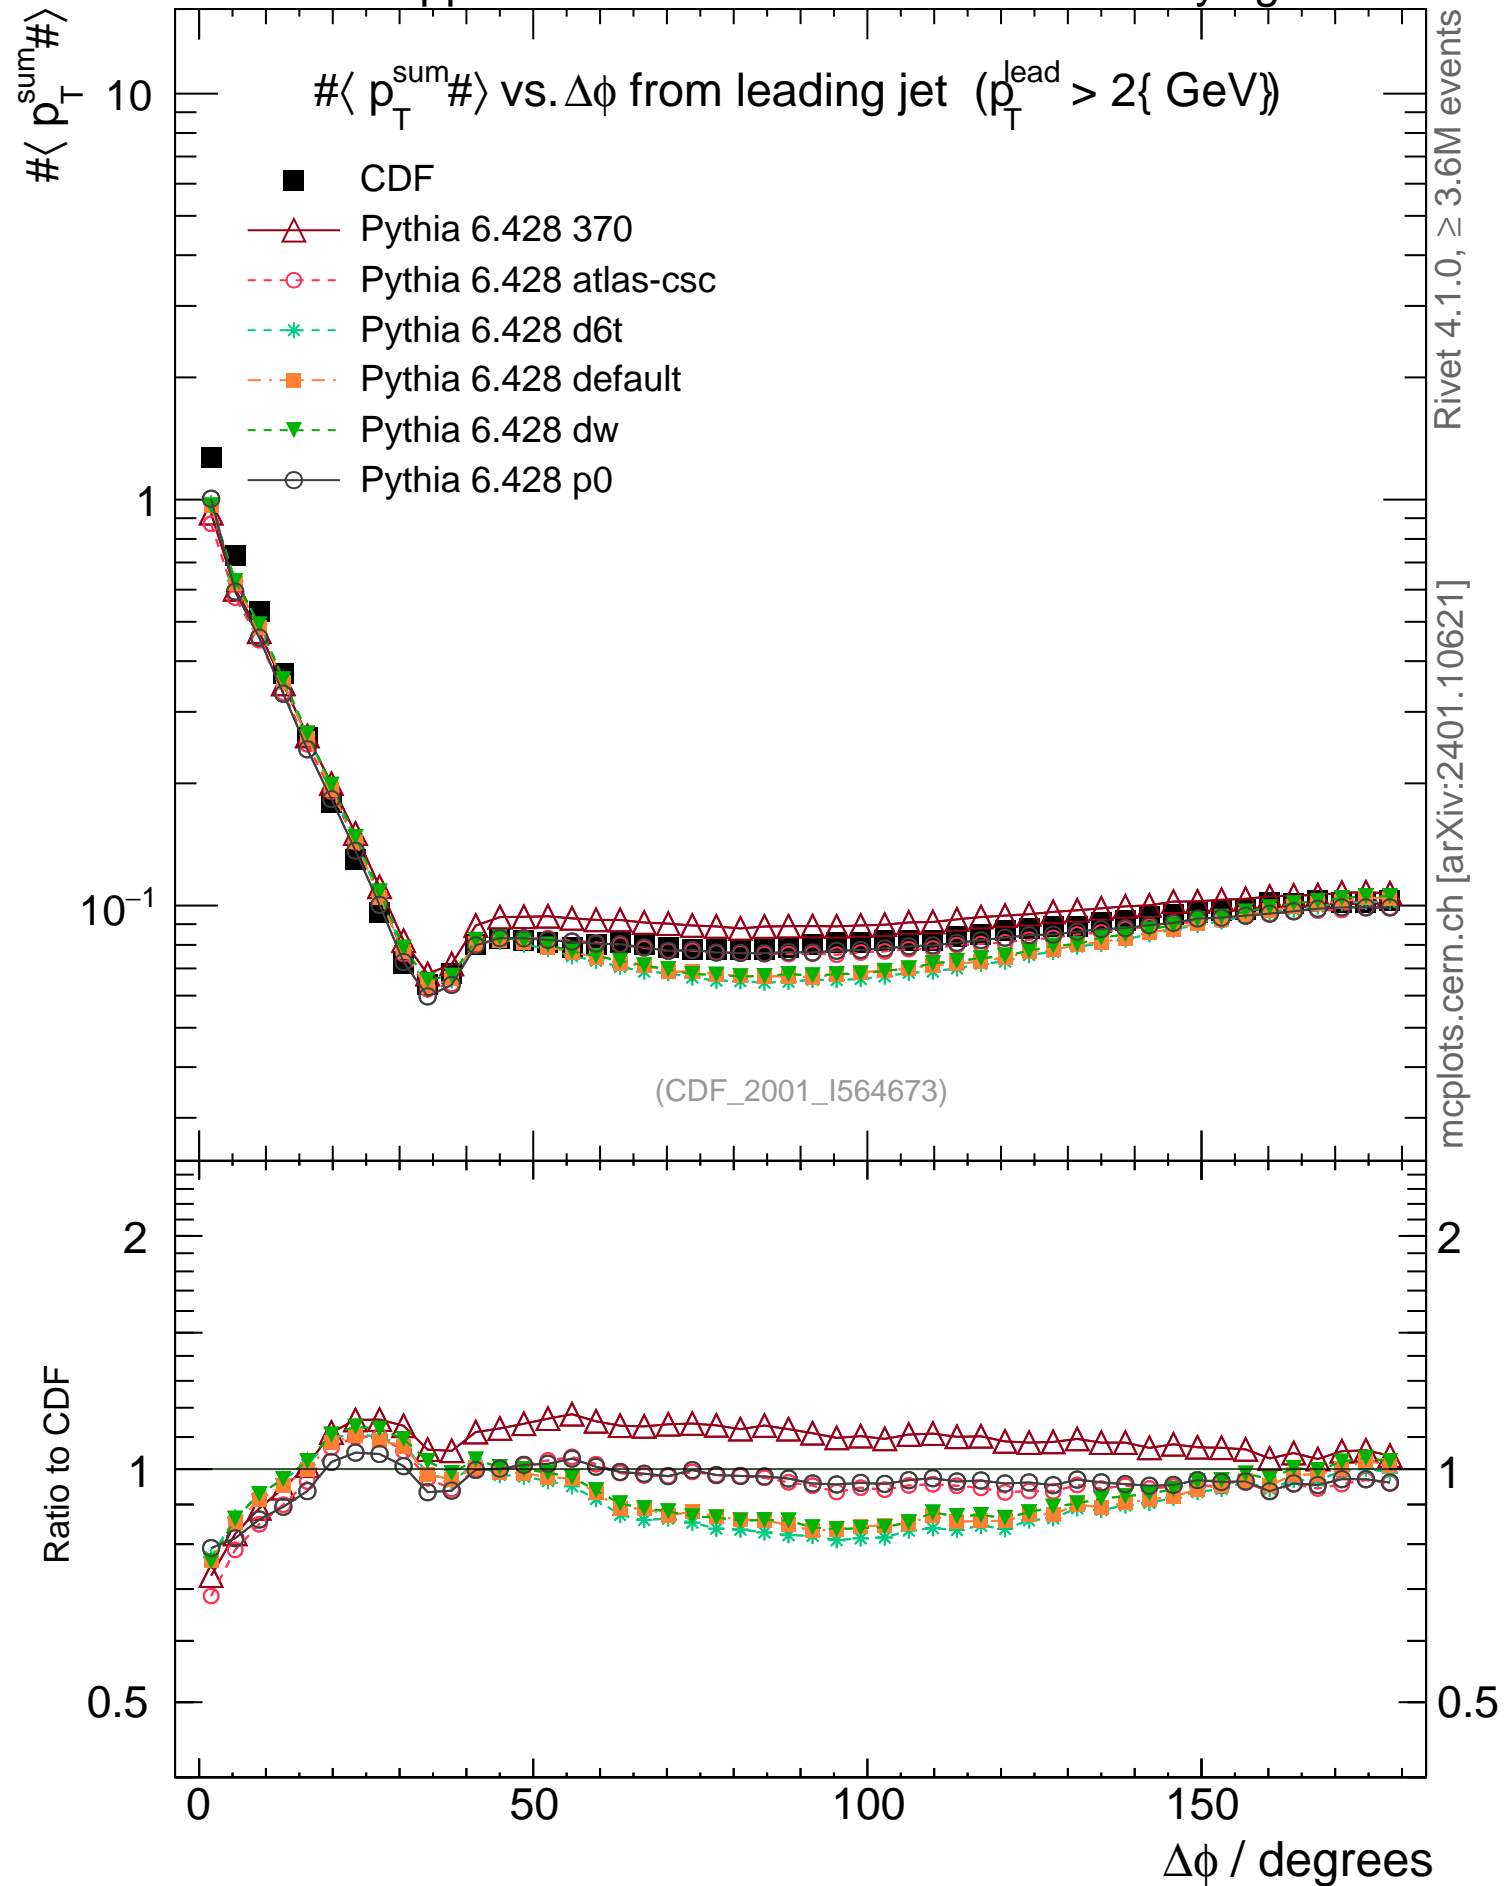 #⟨ p_T^sum #⟩
#⟨ p_T^sum #⟩ vs. Δϕ from leading jet (p_T^lead > 2{ GeV})
10
1
10⁻¹
CDF
Pythia 6.428 370
Pythia 6.428 atlas-csc
Pythia 6.428 d6t
Pythia 6.428 default
Pythia 6.428 dw
Pythia 6.428 p0
(CDF_2001_I564673)
Rivet 4.1.0, ≥ 3.6M events
mcplots.cern.ch [arXiv:2401.10621]
Ratio to CDF
2
1
0.5
2
1
0.5
0
50
100
150
Δϕ / degrees